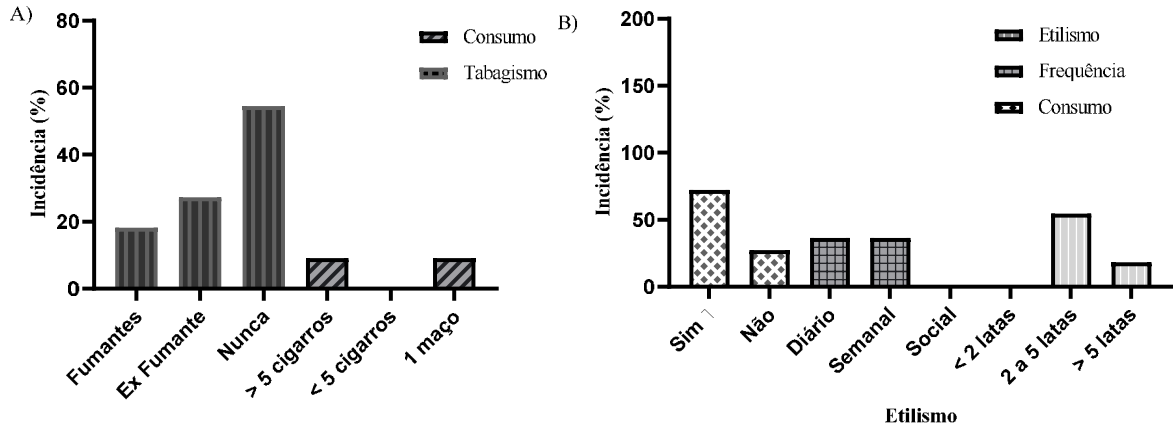 A)
Incidência (%)
80
60
40
20
0
Consumo
Tabagismo
Fumantes
Ex Fumante
Nunca
> 5 cigarros
< 5 cigarros
1 maço
B)
Incidência (%)
200
150
100
50
0
Etilismo
Frequência
Consumo
Sim
Não
Diário
Semanal
Social
< 2 latas
2 a 5 latas
> 5 latas
Etilismo